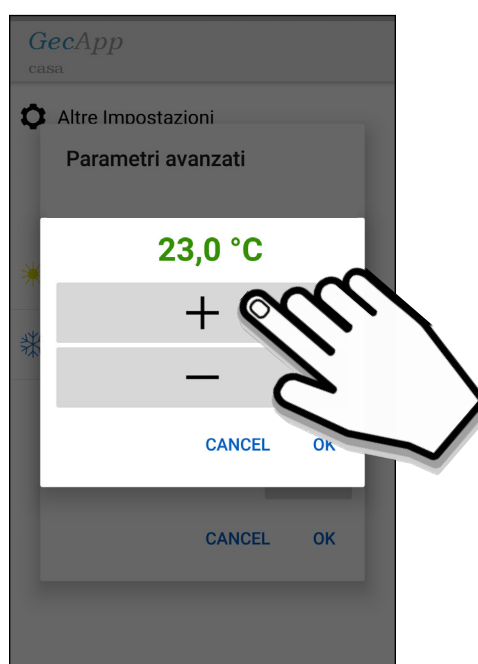 GecApp
casa
Altre Impostazioni
Parametri avanzati
23,0 °C
+
−
CANCEL OK
CANCEL OK